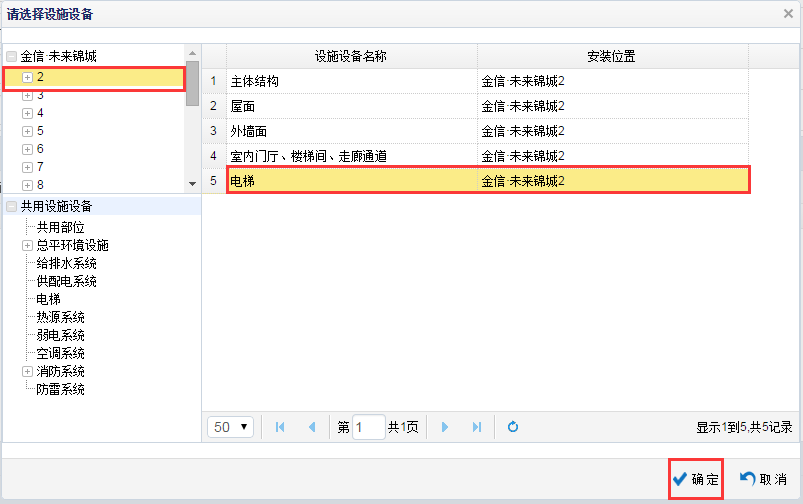 请选择设施设备
金信·未来锦城
2
3
4
5
6
7
8
共用设施设备
共用部位
总平环境设施
给排水系统
供配电系统
电梯
热源系统
弱电系统
空调系统
消防系统
防雷系统
设施设备名称 安装位置
1 主体结构 金信·未来锦城2
2 屋面 金信·未来锦城2
3 外墙面 金信·未来锦城2
4 室内门厅、楼梯间、走廊通道 金信·未来锦城2
5 电梯 金信·未来锦城2
50 第 1 共1页 显示1到5,共5记录
确定 取消